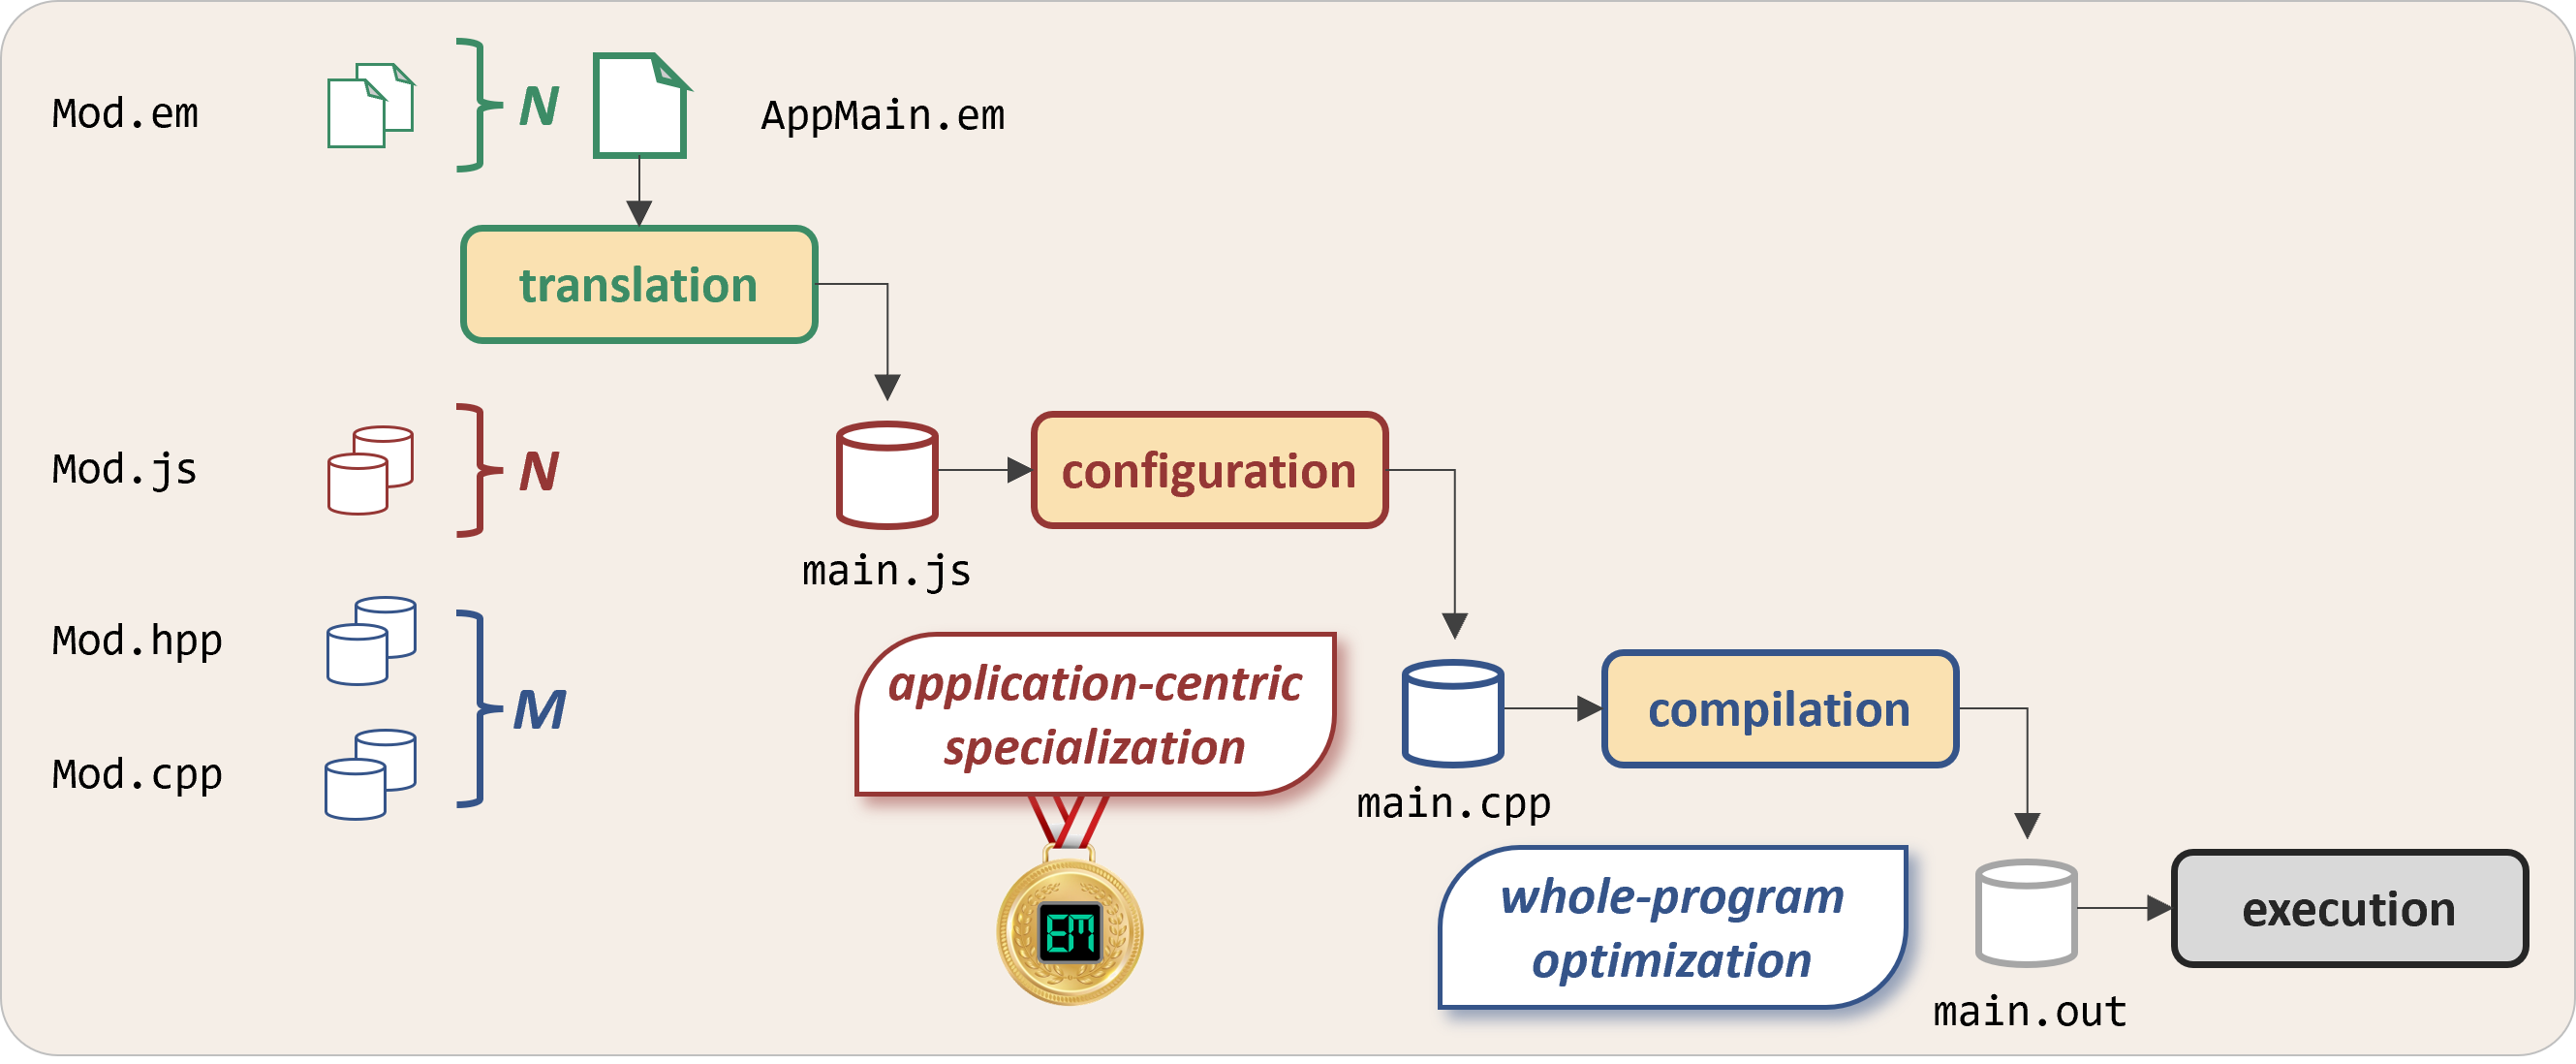 Mod.em
N
AppMain.em
translation
Mod.js
N
main.js
configuration
Mod.hpp
Mod.cpp
M
application-centric
specialization
EM
main.cpp
compilation
whole-program
optimization
main.out
execution